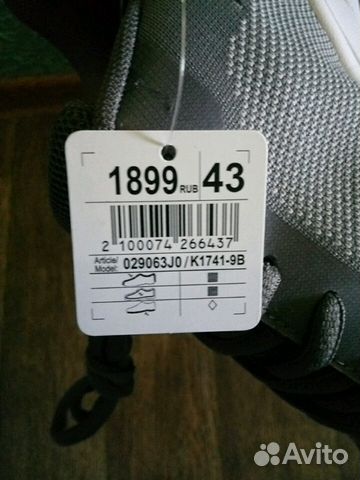 1899 RUB 43
2 100074 266437
Article/
Model: 029063J0 / K1741-9B
Avito